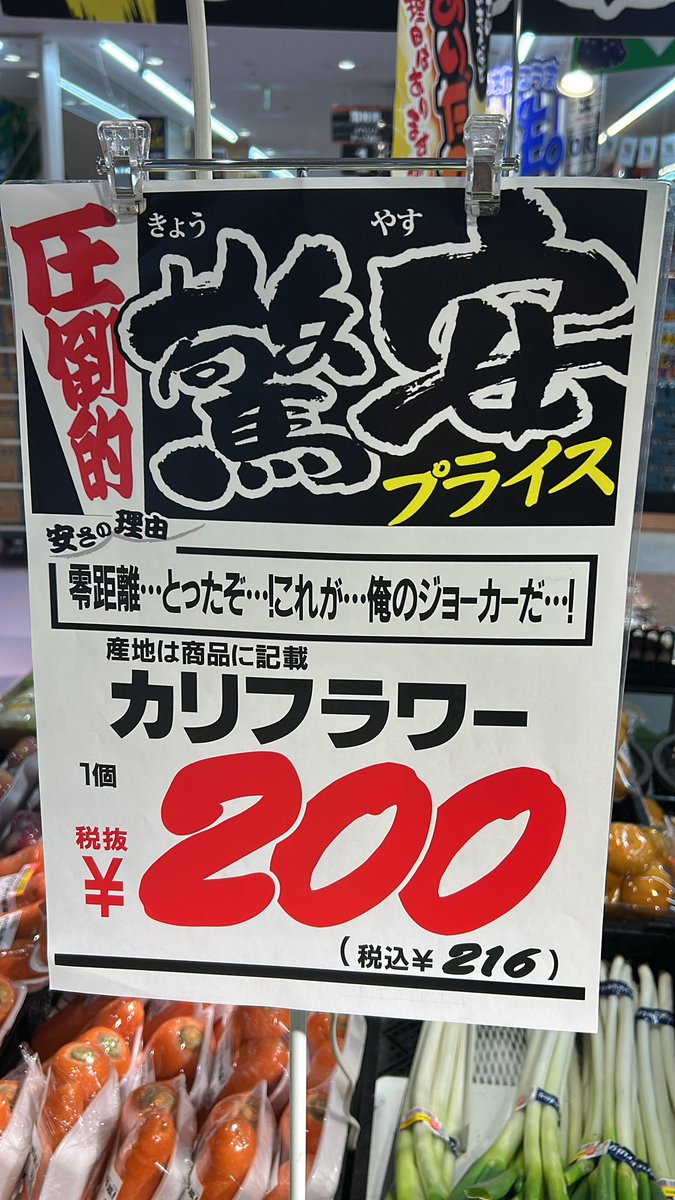 圧倒的
きょう やす
驚安
プライス
安さの理由
零距離…とったぞ…!これが…俺のジョーカーだ…!
産地は商品に記載
カリフラワー
1個
税抜
¥200
(税込¥216)